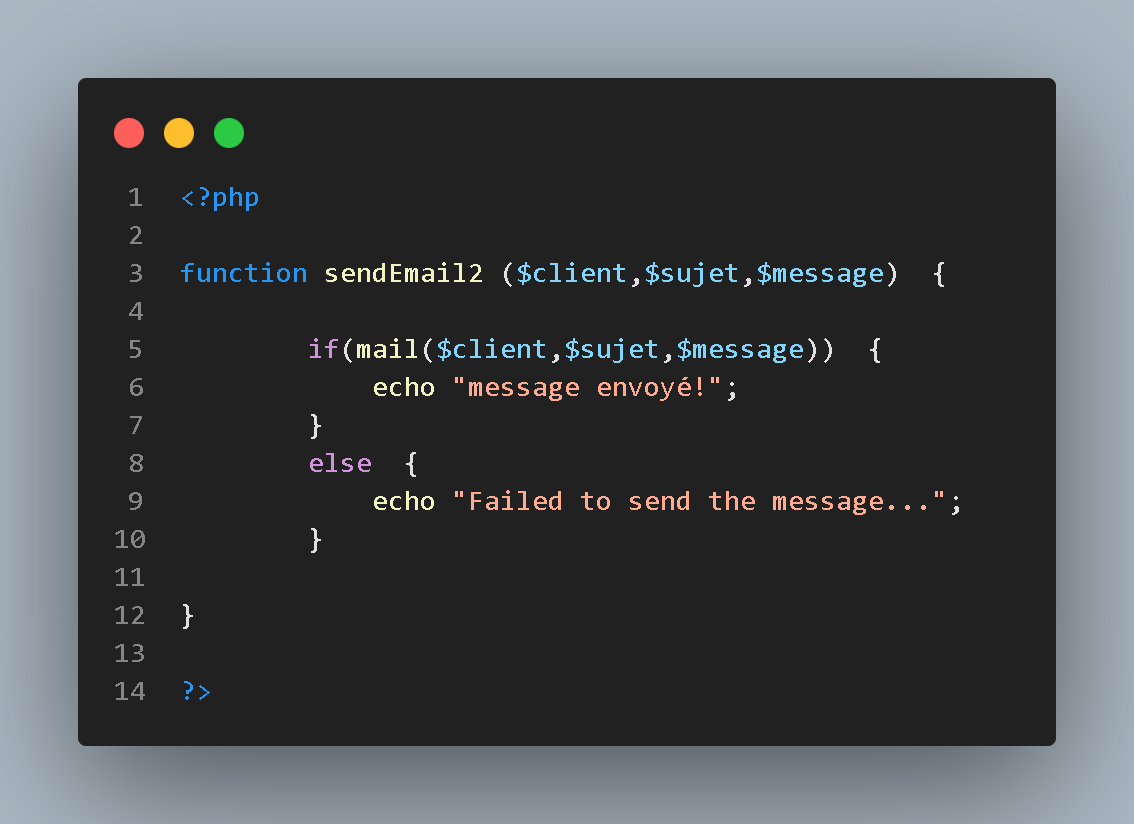 1 <?php
2
3 function sendEmail2 ($client,$sujet,$message)  {
4
5         if(mail($client,$sujet,$message))  {
6             echo "message envoyé!";
7         }
8         else  {
9             echo "Failed to send the message...";
10         }
11
12 }
13
14 ?>